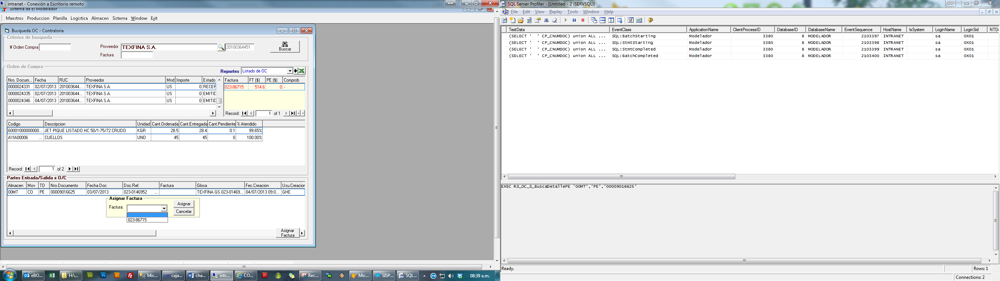 intranet - Conexión a Escritorio remoto
Sistema de El Modelador
Maestros Produccion Planilla Logistica Almacen Sistema Window Exit
Busqueda OC - Contraloria
Criterios de busqueda
# Orden Compra
Proveedor TEXFINA S.A. 20100364451
Buscar
Factura
Orden de Compra
Reportes Listado de OC
Nro. Docum... Fecha RUC Proveedor Mnd Importe Estado
0000024331 02/07/2013 201003644... TEXFINA S.A. US 0 RECEF
0000024335 02/07/2013 201003644... TEXFINA S.A. US 0 EMITID
0000024346 04/07/2013 201003644... TEXFINA S.A. US 0 EMITID
Factura FT ($) PE ($) Comprob
023-86715 514.6 0 -
Record: 1 of 1
Codigo Descripcion Unidad Cant.Ordenada Cant.Entregada Cant.Pendiente % Atendido
60001000000000... JET PIQUE LISTADO HC 50/1-75/72 CRUDO KGR 28.5 28.4 0.1 99.65%
AYIA00006 ... CUELLOS UND 45 45 0 100.00%
Record: 1 of 2
Partes Entrada/Salida x O/C
Almacen Mov TD Nro.Documento Fecha Doc Doc.Ref. Factura Glosa Fec.Creacion Usu.Creacion
00MT CO PE 00009016625 03/07/2013 023-0146952 ... TEXFINA GS 023-01469... 04/07/2013 09:0... GHE
Asignar Factura
Factura:
Asignar
Cancelar
023-86715
Asignar
Factura
SQL Server Profiler - [Untitled - 2 (SERVSQL)]
File Edit View Replay Tools Window Help
TextData EventClass ApplicationName ClientProcessID DatabaseID DatabaseName EventSequence HostName IsSystem LoginName LoginSid NTDo
(SELECT '  ' CP_CNUMDOC) union ALL ... SQL:BatchStarting Modelador 3380 8 MODELADOR 2103397 INTRANET sa 0X01
(SELECT '  ' CP_CNUMDOC) union ALL ... SQL:StmtStarting Modelador 3380 8 MODELADOR 2103398 INTRANET sa 0X01
(SELECT '  ' CP_CNUMDOC) union ALL ... SQL:StmtCompleted Modelador 3380 8 MODELADOR 2103399 INTRANET sa 0X01
(SELECT '  ' CP_CNUMDOC) union ALL ... SQL:BatchCompleted Modelador 3380 8 MODELADOR 2103400 INTRANET sa 0X01
EXEC RS_OC_S_BuscaDetallePE '00MT','PE','00009016625'
Ready. Rows: 1
Connections: 2
eBO... H:\... Dw Ps Ai Fz Mic... caja... cha... intr... CO... Fl Rec... Mic... SISP... SQL... 08:39 a.m.